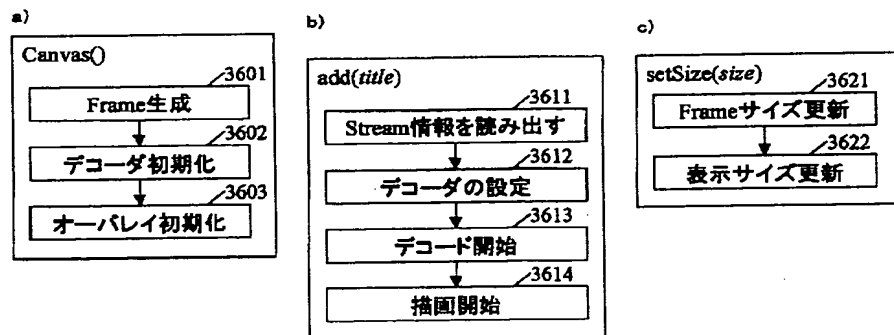 a)
Canvas()
3601
Frame生成
3602
デコーダ初期化
3603
オーバレイ初期化
b)
add(title)
3611
Stream情報を読み出す
3612
デコーダの設定
3613
デコード開始
3614
描画開始
c)
setSize(size)
3621
Frameサイズ更新
3622
表示サイズ更新